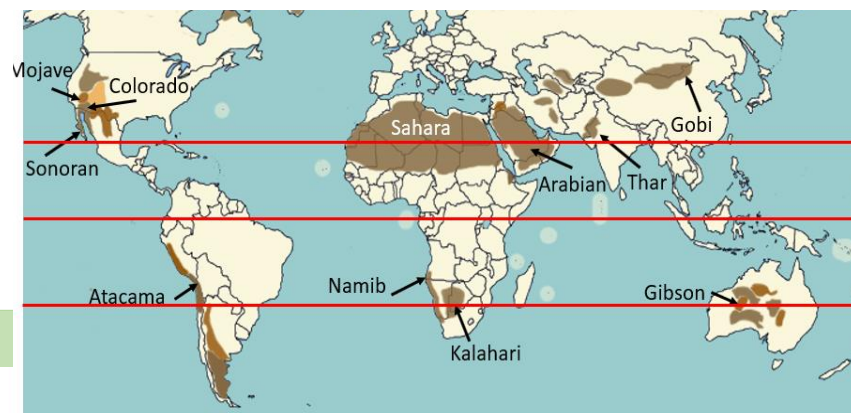 Mojave
Colorado
Sonoran
Sahara
Gobi
Arabian
Thar
Atacama
Namib
Kalahari
Gibson